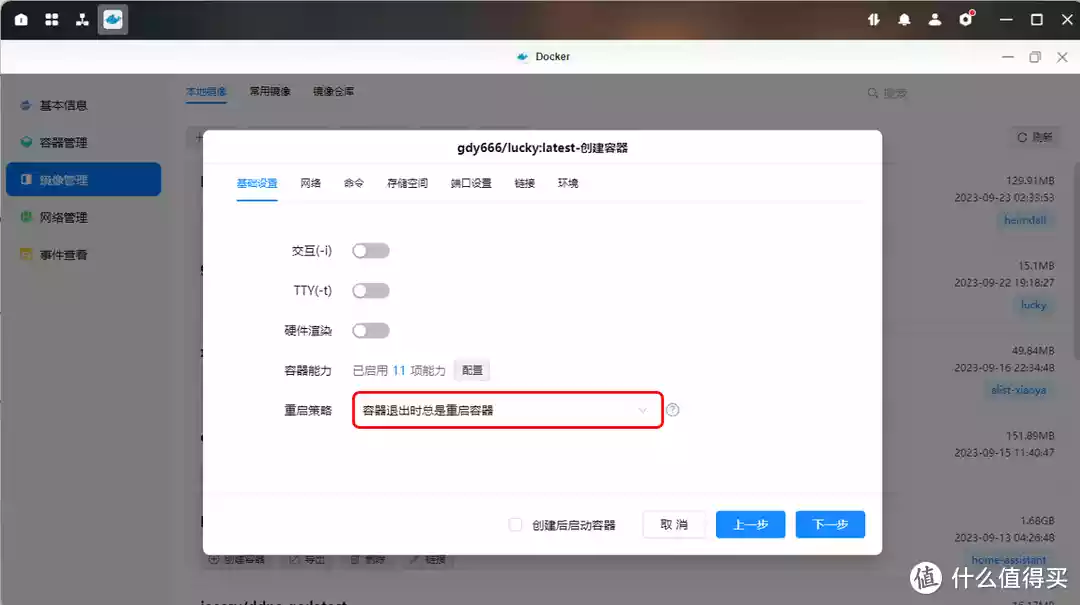 Docker
基本信息
容器管理
镜像管理
网络管理
事件查看
本地镜像 常用镜像 镜像仓库
搜索
刷新
gdy666/lucky:latest-创建容器
基础设置 网络 命令 存储空间 端口设置 链接 环境
交互(-i)
TTY(-t)
硬件渲染
容器能力 已启用 11 项能力 配置
重启策略 容器退出时总是重启容器
创建后启动容器 取 消 上一步 下一步
129.91MB
2023-09-23 02:33:53
heimdall
15.1MB
2023-09-22 19:18:27
lucky
49.84MB
2023-09-16 22:34:48
alist-xiaoya
151.89MB
2023-09-15 11:40:47
1.68GB
2023-09-13 04:26:48
home-assistant
创建容器 导出 删除 链接
值 什么值得买